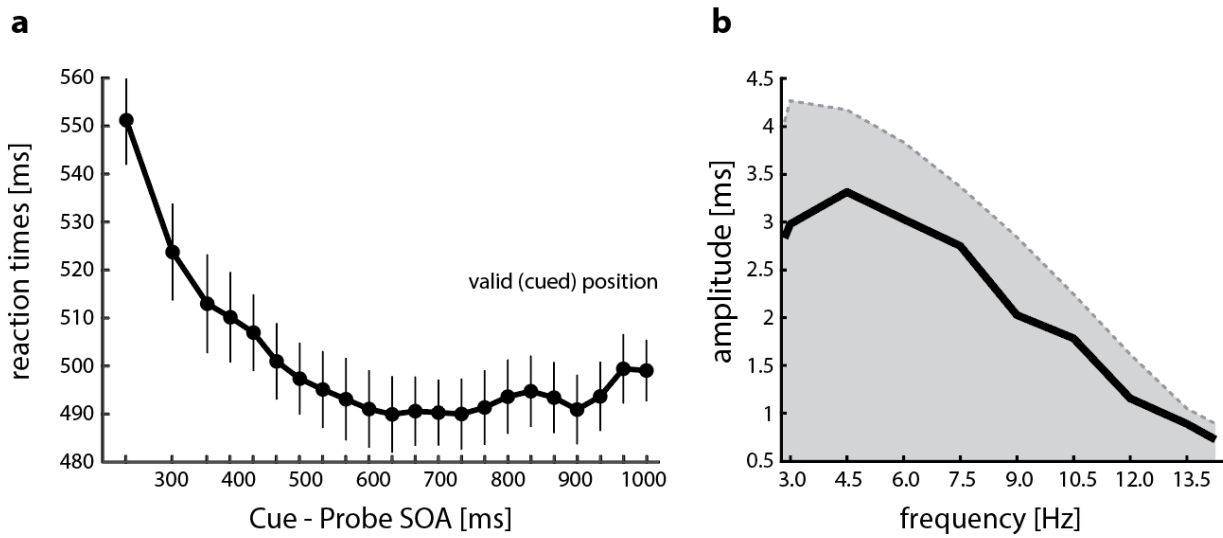 a
560
550
540
530
520
510
500
490
480
reaction times [ms]
valid (cued) position
300 400 500 600 700 800 900 1000
Cue - Probe SOA [ms]
b
4.5
4
3.5
3
2.5
2
1.5
1
0.5
amplitude [ms]
3.0 4.5 6.0 7.5 9.0 10.5 12.0 13.5
frequency [Hz]